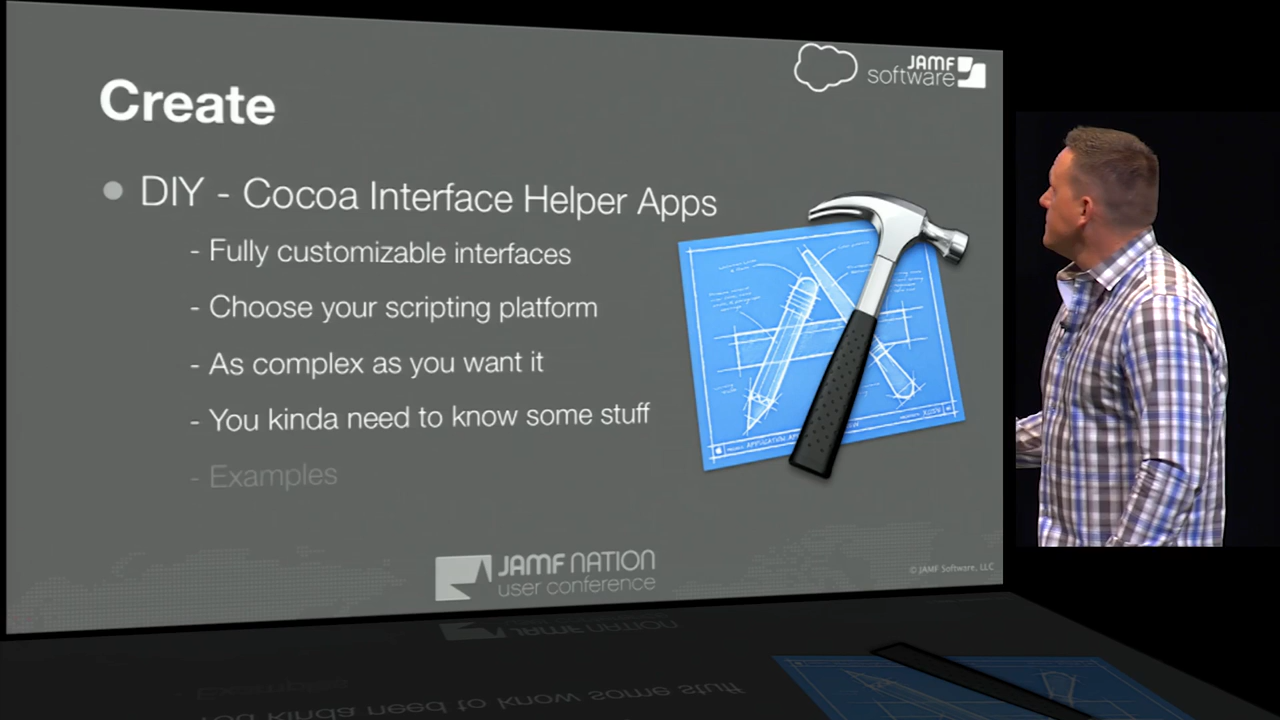 JAMF
software
Create
DIY - Cocoa Interface Helper Apps
- Fully customizable interfaces
- Choose your scripting platform
- As complex as you want it
- You kinda need to know some stuff
- Examples
JAMF NATION
user conference
© JAMF Software, LLC